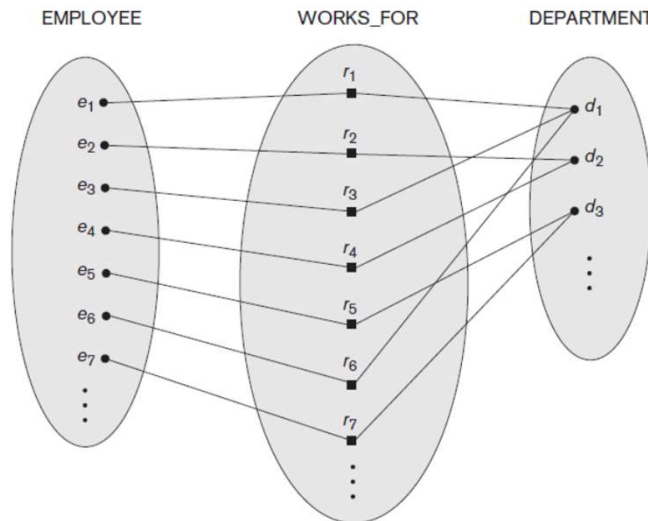 EMPLOYEE WORKS_FOR DEPARTMENT
e1
e2
e3
e4
e5
e6
e7
r1
r2
r3
r4
r5
r6
r7
d1
d2
d3